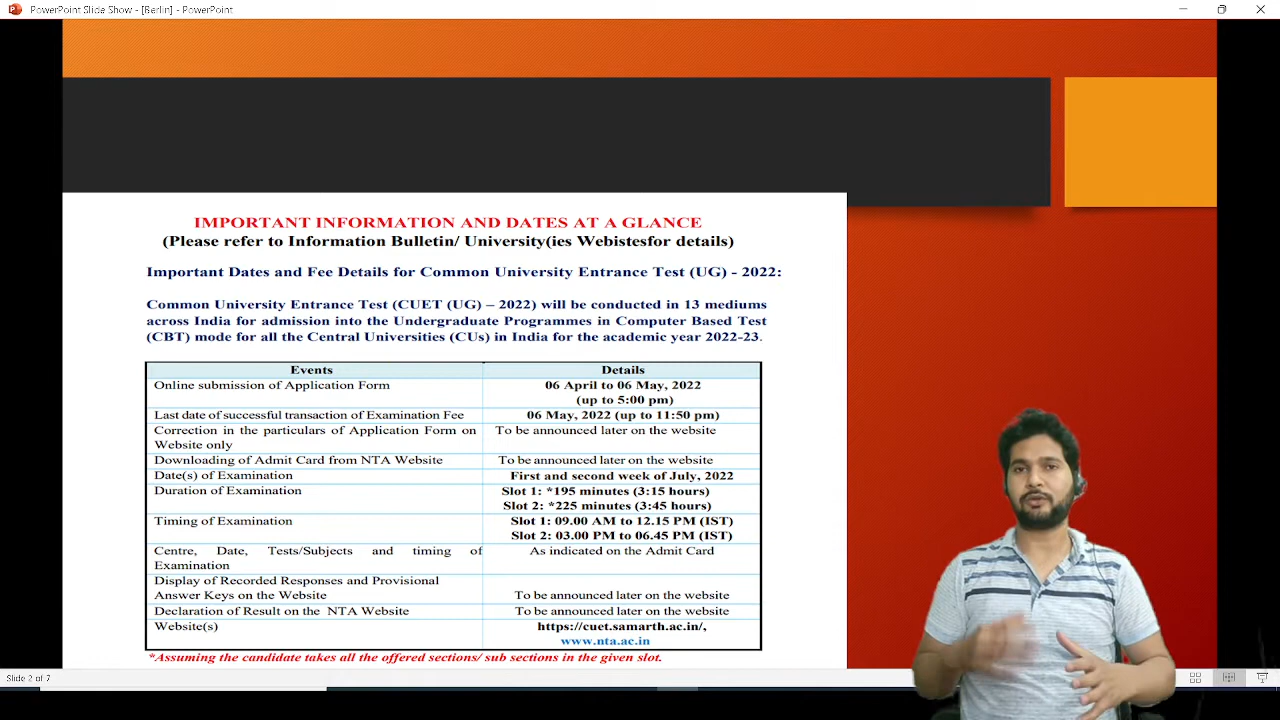 PowerPoint Slide Show - [Berlin] - PowerPoint
IMPORTANT INFORMATION AND DATES AT A GLANCE
(Please refer to Information Bulletin/ University(ies Webistesfor details)
Important Dates and Fee Details for Common University Entrance Test (UG) - 2022:
Common University Entrance Test (CUET (UG) – 2022) will be conducted in 13 mediums
across India for admission into the Undergraduate Programmes in Computer Based Test
(CBT) mode for all the Central Universities (CUs) in India for the academic year 2022-23.
Events Details
Online submission of Application Form 06 April to 06 May, 2022
(up to 5:00 pm)
Last date of successful transaction of Examination Fee 06 May, 2022 (up to 11:50 pm)
Correction in the particulars of Application Form on To be announced later on the website
Website only
Downloading of Admit Card from NTA Website To be announced later on the website
Date(s) of Examination First and second week of July, 2022
Duration of Examination Slot 1: *195 minutes (3:15 hours)
Slot 2: *225 minutes (3:45 hours)
Timing of Examination Slot 1: 09.00 AM to 12.15 PM (IST)
Slot 2: 03.00 PM to 06.45 PM (IST)
Centre, Date, Tests/Subjects and timing of As indicated on the Admit Card
Examination
Display of Recorded Responses and Provisional
Answer Keys on the Website To be announced later on the website
Declaration of Result on the NTA Website To be announced later on the website
Website(s) https://cuet.samarth.ac.in/,
www.nta.ac.in
*Assuming the candidate takes all the offered sections/ sub sections in the given slot.
Slide 2 of 7